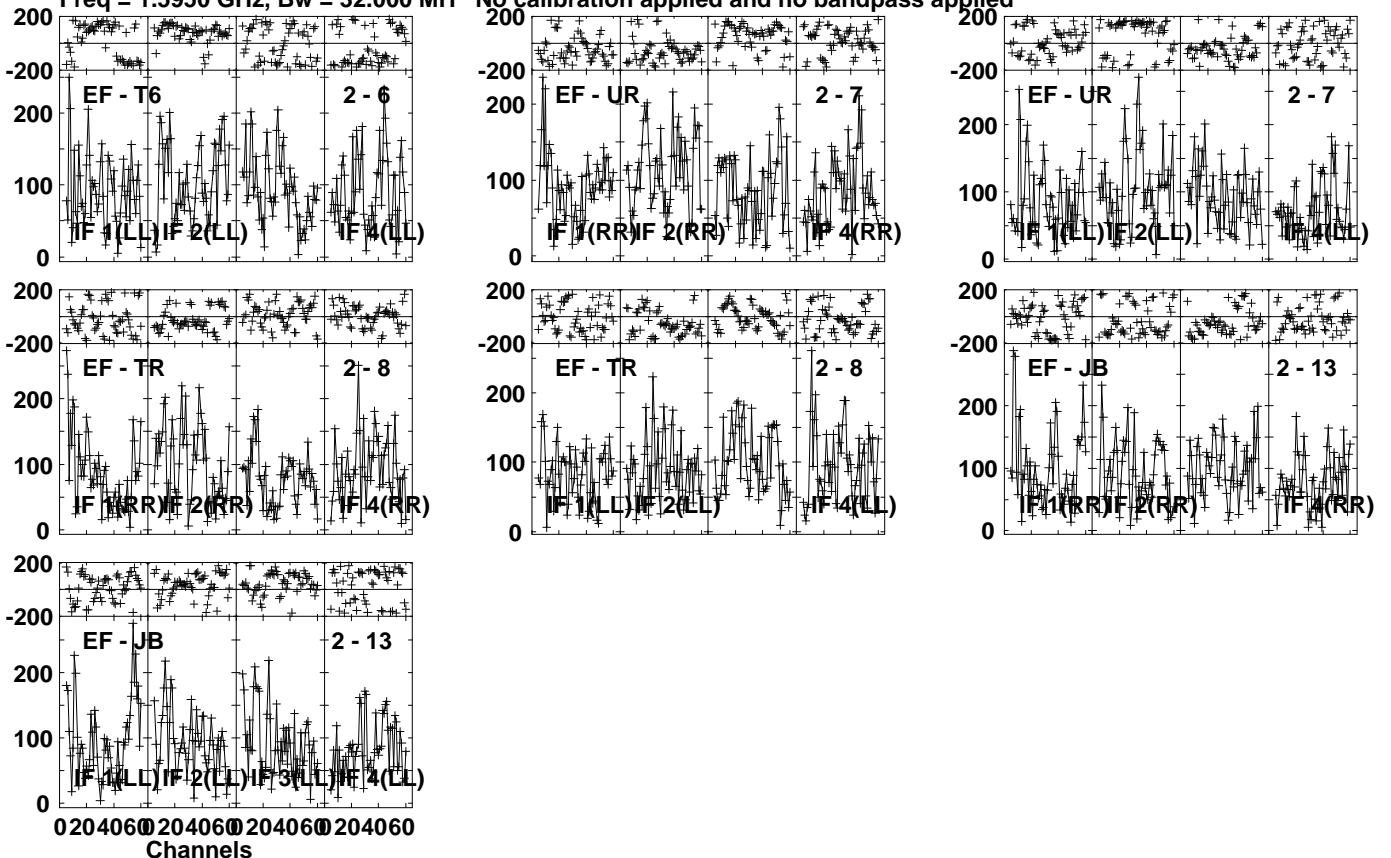 Freq = 1.5950 GHz, Bw = 32.000 MH No calibration applied and no bandpass applied
200
-200
EF - T6
2 - 6
200
100
0
IF 1(LL) IF 2(LL) IF 4(LL)
200
-200
EF - UR
2 - 7
200
100
0
IF 1(RR) IF 2(RR) IF 4(RR)
200
-200
EF - UR
2 - 7
200
100
0
IF 1(LL) IF 2(LL) IF 4(LL)
200
-200
EF - TR
2 - 8
200
100
0
IF 1(RR) IF 2(RR) IF 4(RR)
200
-200
EF - TR
2 - 8
200
100
0
IF 1(LL) IF 2(LL) IF 4(LL)
200
-200
EF - JB
2 - 13
200
100
0
IF 1(RR) IF 2(RR) IF 4(RR)
200
-200
EF - JB
2 - 13
200
100
0
IF 1(LL) IF 2(LL) IF 3(LL) IF 4(LL)
0 20 40 60 0 20 40 60 0 20 40 60 0 20 40 60
Channels